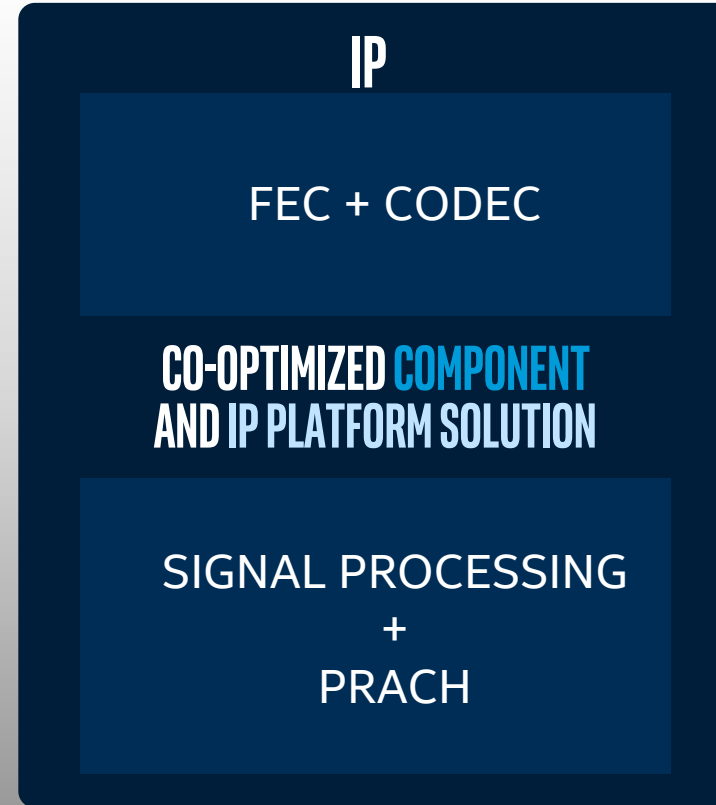 IP
FEC + CODEC
CO-OPTIMIZED COMPONENT
AND IP PLATFORM SOLUTION
SIGNAL PROCESSING
+
PRACH